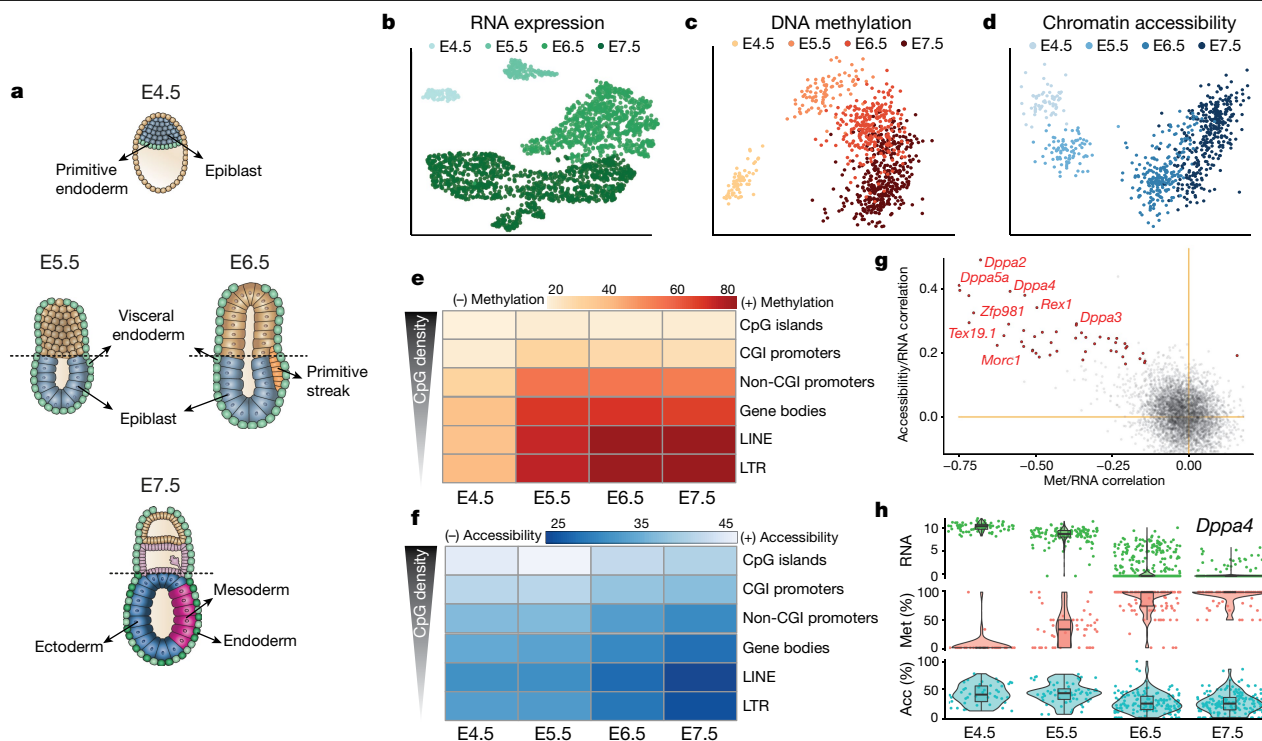 a
E4.5
Primitive
endoderm
Epiblast
E5.5
E6.5
Visceral
endoderm
Primitive
streak
Epiblast
E7.5
Mesoderm
Ectoderm
Endoderm
b
RNA expression
E4.5 E5.5 E6.5 E7.5
c
DNA methylation
E4.5 E5.5 E6.5 E7.5
d
Chromatin accessibility
E4.5 E5.5 E6.5 E7.5
e
(–) Methylation 20 40 60 80 (+) Methylation
CpG density
CpG islands
CGI promoters
Non-CGI promoters
Gene bodies
LINE
LTR
E4.5 E5.5 E6.5 E7.5
f
(–) Accessibility 25 35 45 (+) Accessibility
CpG density
CpG islands
CGI promoters
Non-CGI promoters
Gene bodies
LINE
LTR
E4.5 E5.5 E6.5 E7.5
g
Accessibility/RNA correlation
0.4
0.2
0.0
Dppa2
Dppa5a
Dppa4
Rex1
Zfp981
Dppa3
Tex19.1
Morc1
–0.75 –0.50 –0.25 0.00
Met/RNA correlation
h
Dppa4
RNA
10
5
0
Met (%)
100
50
0
Acc (%)
100
50
0
E4.5 E5.5 E6.5 E7.5